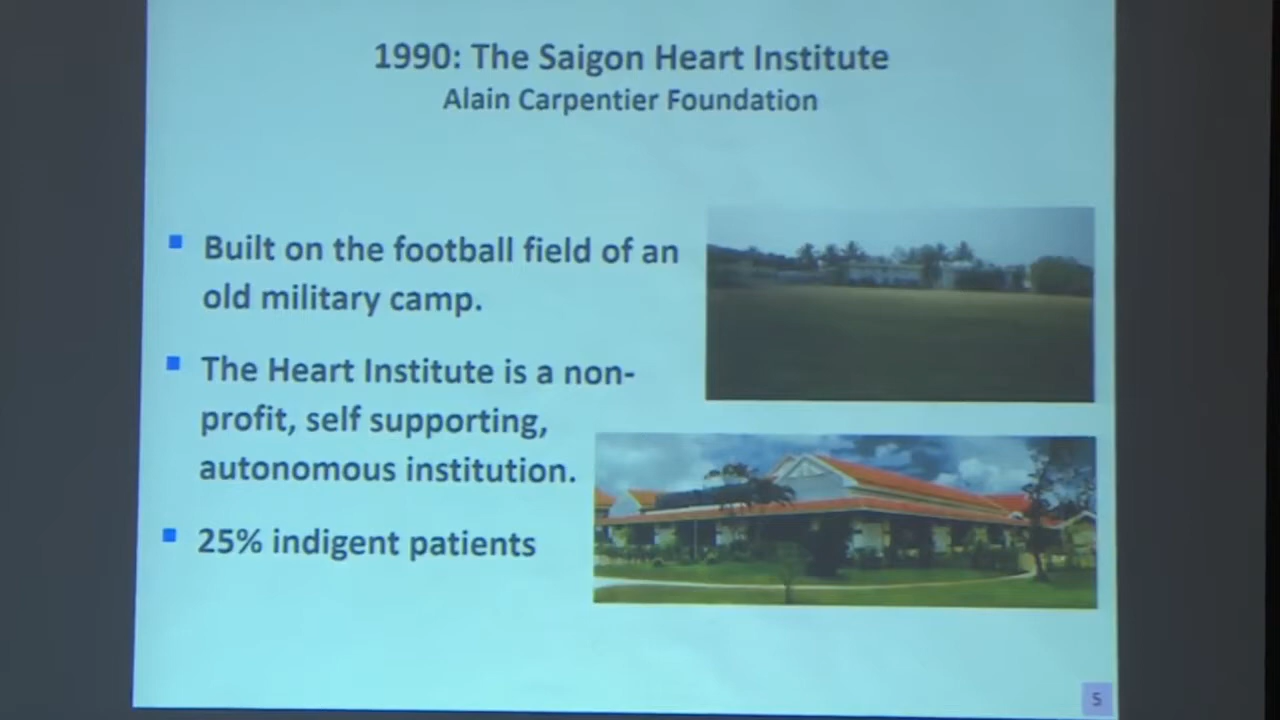 1990: The Saigon Heart Institute
Alain Carpentier Foundation
Built on the football field of an
old military camp.
The Heart Institute is a non-
profit, self supporting,
autonomous institution.
25% indigent patients
5